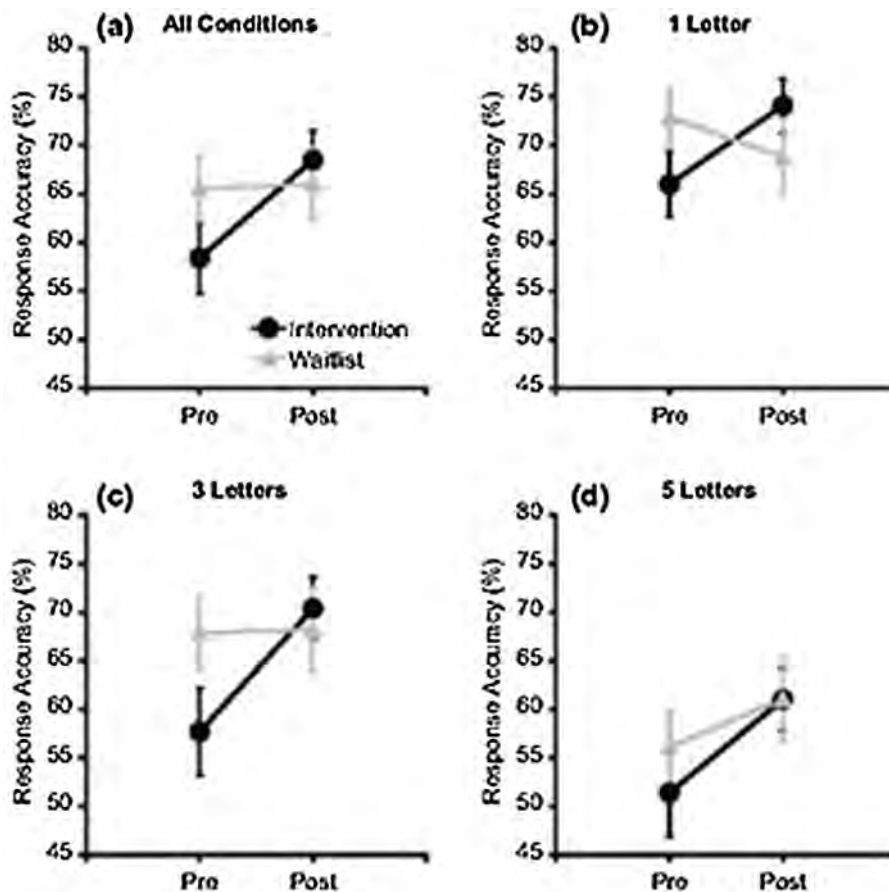 (a) All Conditions
80
75
70
65
60
55
50
45
Response Accuracy (%)
Intervention
Waitlist
Pre Post
(b) 1 Letter
80
75
70
65
60
55
50
45
Response Accuracy (%)
Pre Post
(c) 3 Letters
80
75
70
65
60
55
50
45
Response Accuracy (%)
Pre Post
(d) 5 Letters
80
75
70
65
60
55
50
45
Response Accuracy (%)
Pre Post